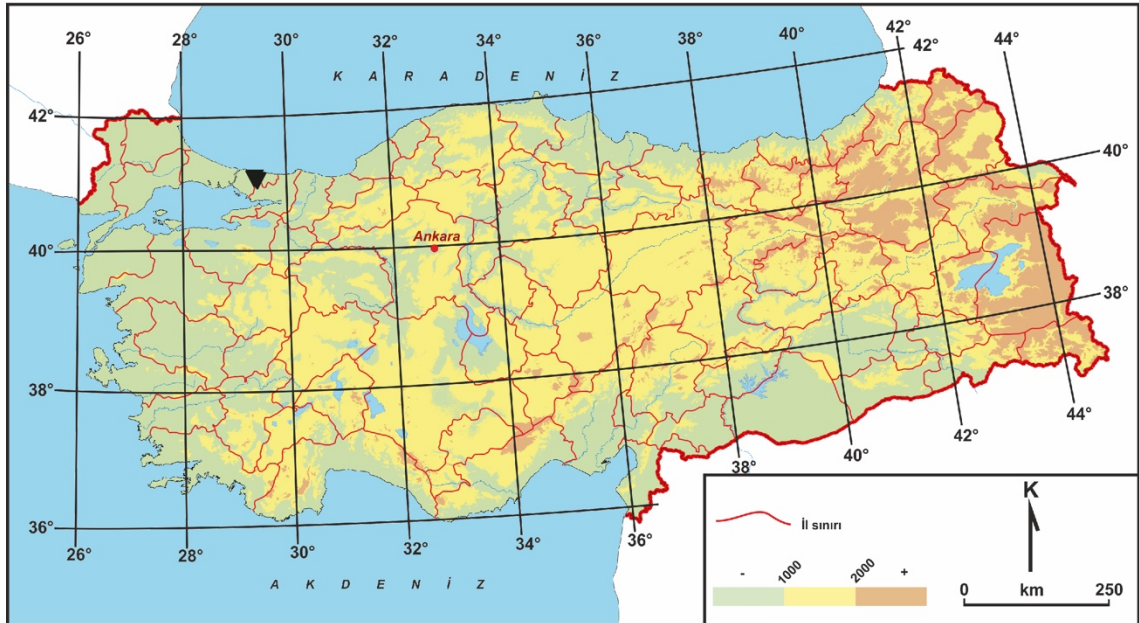 26° 28° 30° 32° 34° 36° 38° 40° 42°
42° 44°
K A R A D E N İ Z
42°
40°
Ankara
40°
38°
38°
44°
42°
40°
38°
36°
36°
26° 28° 30° 32° 34°
A K D E N İ Z
K
İl sınırı
- 1000 2000 +
0 km 250